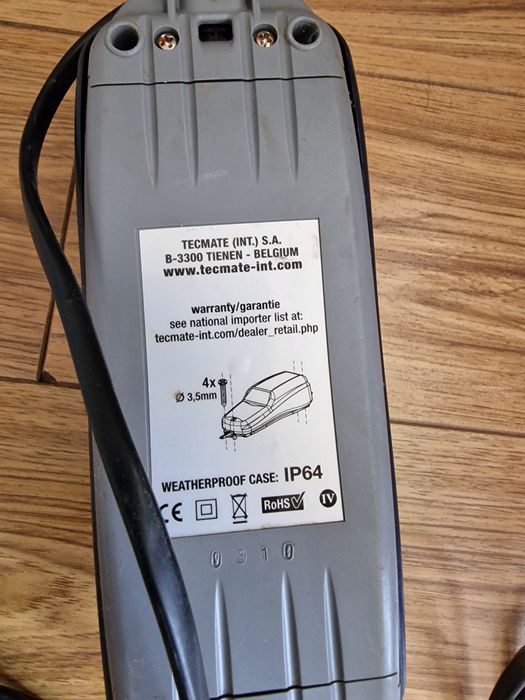 TECMATE (INT.) S.A.
B-3300 TIENEN - BELGIUM
www.tecmate-int.com
warranty/garantie
see national importer list at:
tecmate-int.com/dealer_retail.php
4x
Ø 3,5mm
WEATHERPROOF CASE: IP64
CE RoHS IV
0310